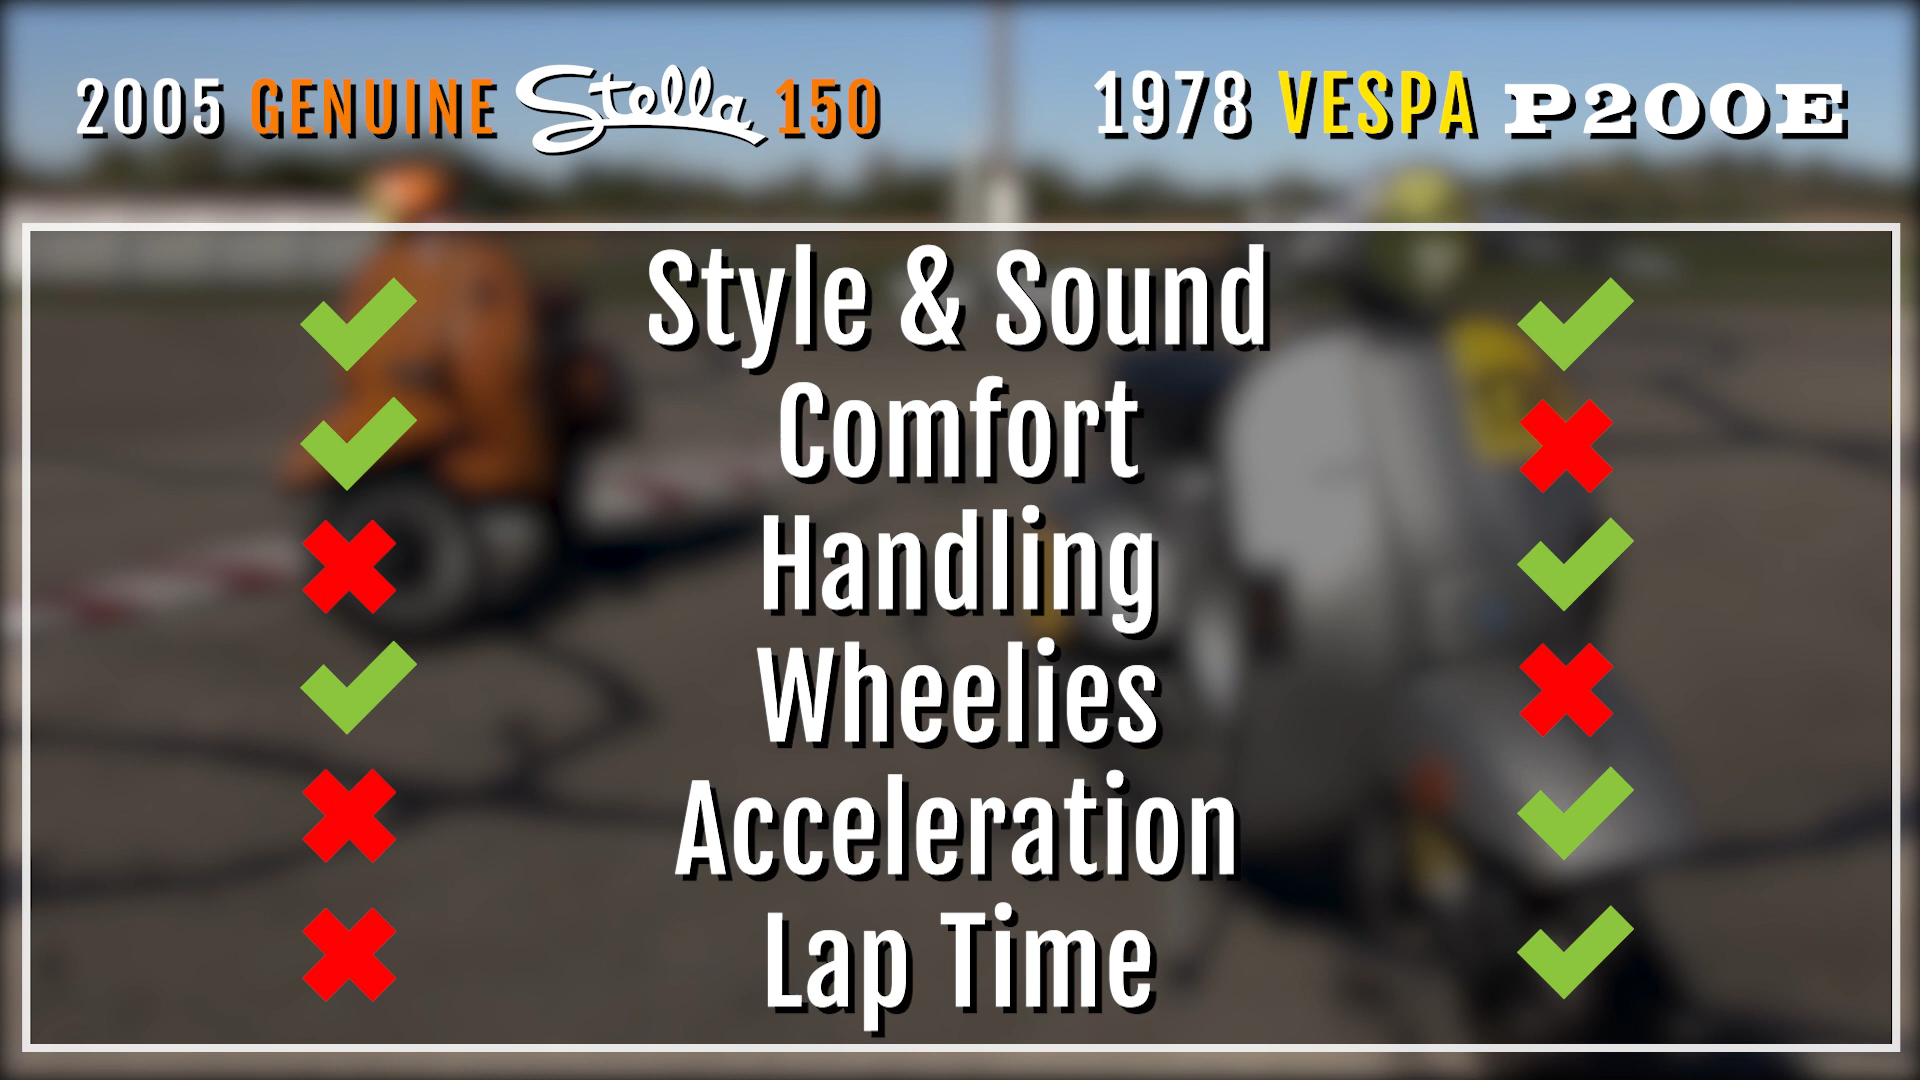 2005 GENUINE Stella 150
1978 VESPA P200E
Style & Sound
Comfort
Handling
Wheelies
Acceleration
Lap Time